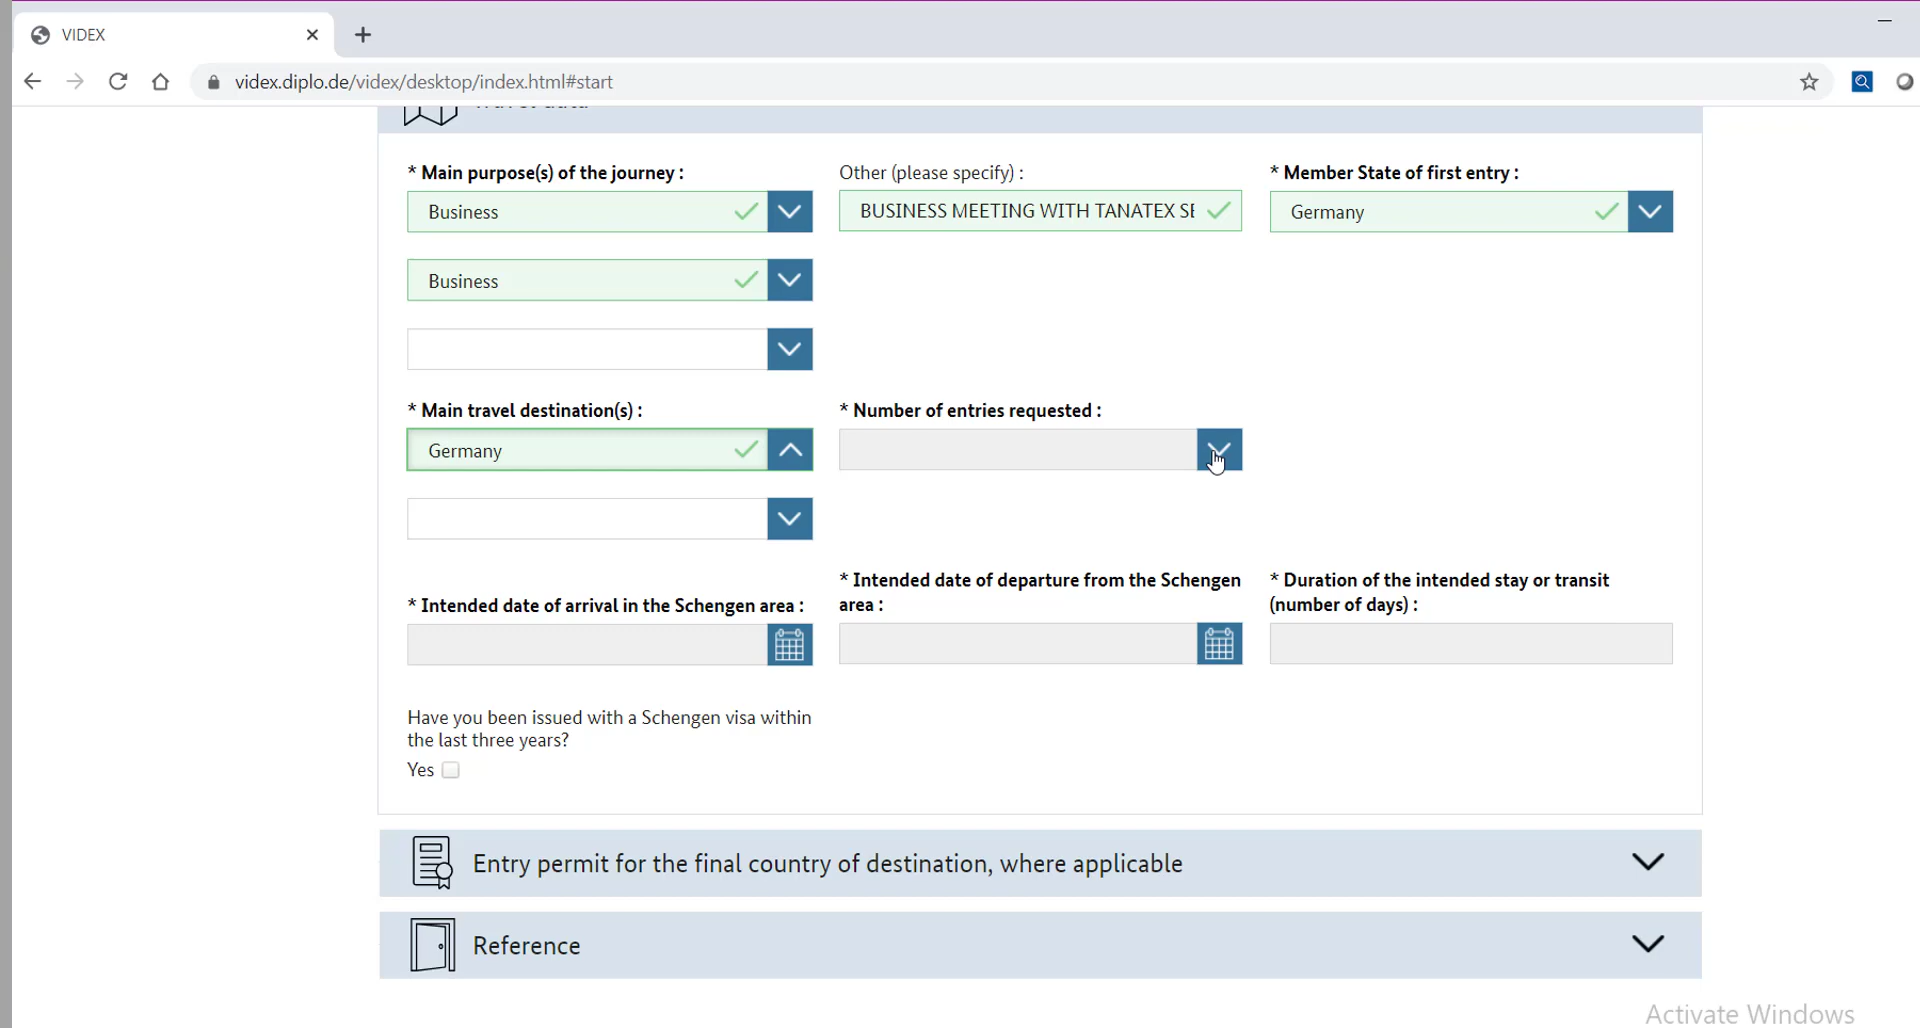 VIDEX
videx.diplo.de/videx/desktop/index.html#start
* Main purpose(s) of the journey :
Other (please specify) :
* Member State of first entry :
Business
BUSINESS MEETING WITH TANATEX SE
Germany
Business
* Main travel destination(s) :
* Number of entries requested :
Germany
* Intended date of arrival in the Schengen area :
* Intended date of departure from the Schengen
area :
* Duration of the intended stay or transit
(number of days) :
Have you been issued with a Schengen visa within
the last three years?
Yes
Entry permit for the final country of destination, where applicable
Reference
Activate Windows